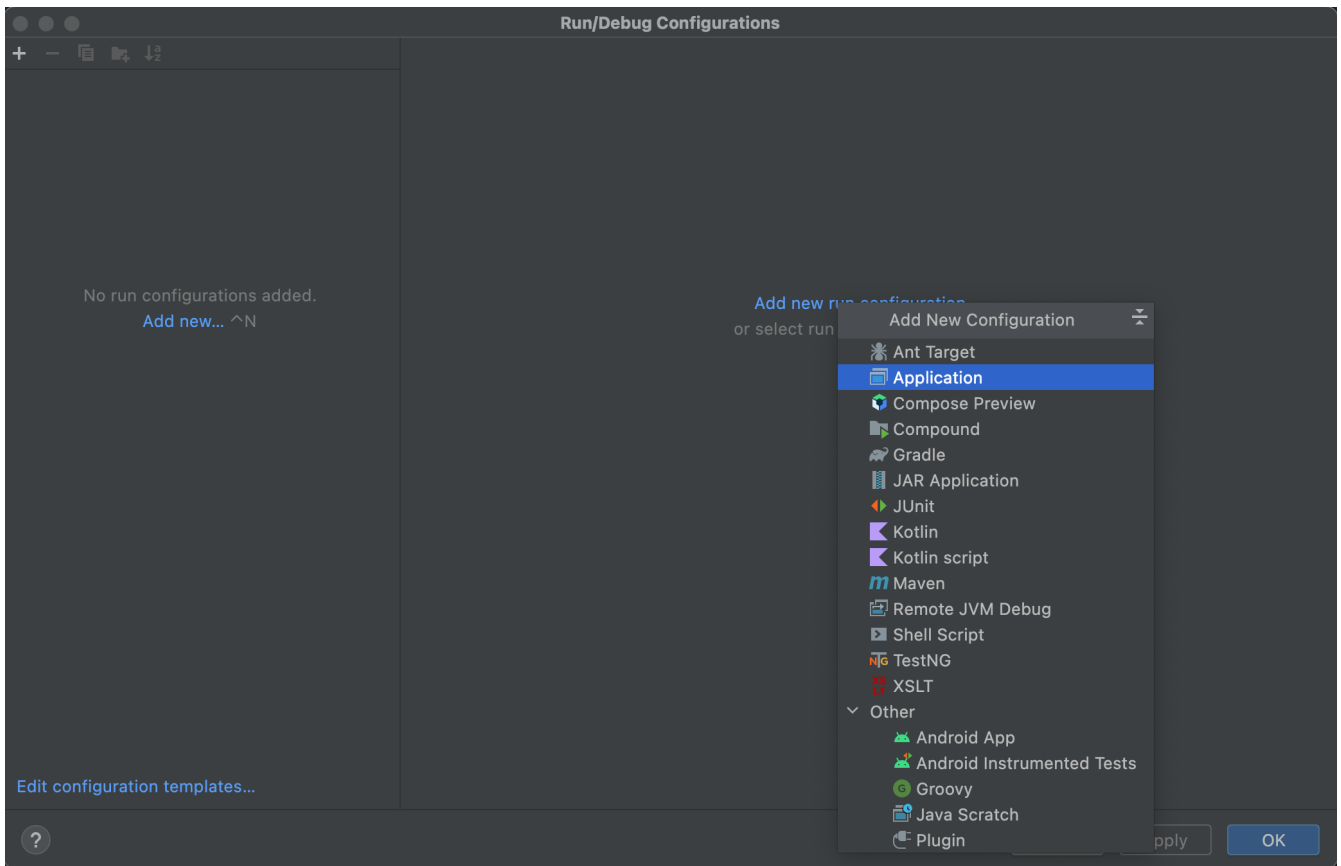 Run/Debug Configurations
No run configurations added.
Add new... ^N
Edit configuration templates...
?
Add new run configuration
or select run
Add New Configuration
Ant Target
Application
Compose Preview
Compound
Gradle
JAR Application
JUnit
Kotlin
Kotlin script
Maven
Remote JVM Debug
Shell Script
TestNG
XSLT
Other
Android App
Android Instrumented Tests
Groovy
Java Scratch
Plugin
pply
OK